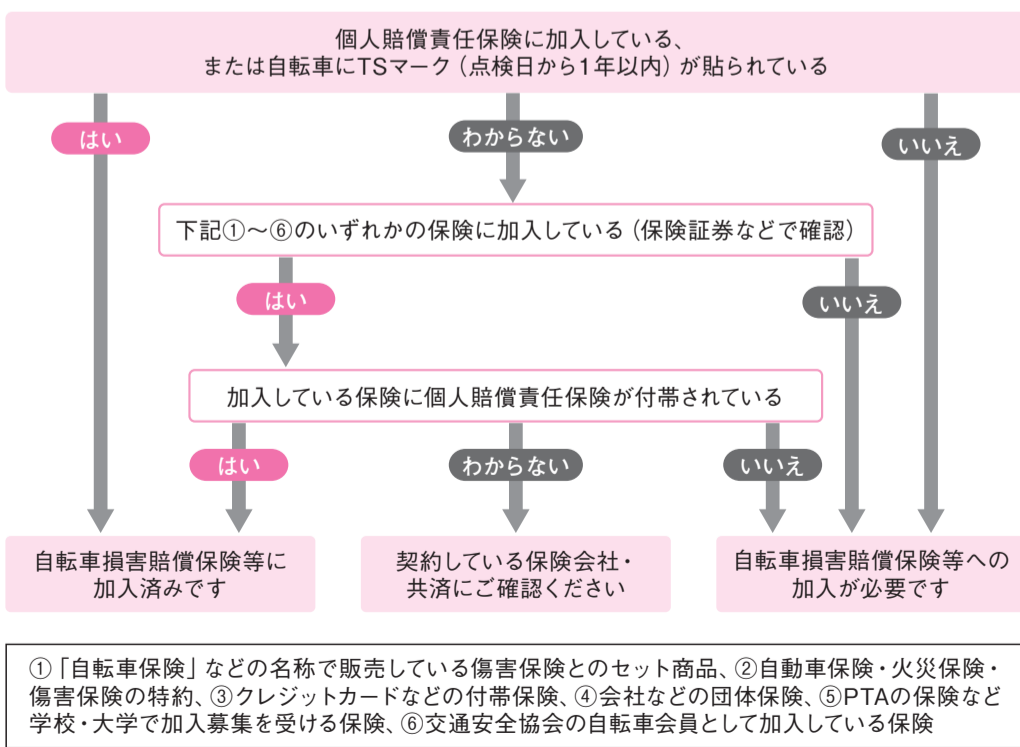 個人賠償責任保険に加入している、
または自転車にTSマーク（点検日から1年以内）が貼られている
はい
わからない
いいえ
下記①～⑥のいずれかの保険に加入している（保険証券などで確認）
はい
いいえ
加入している保険に個人賠償責任保険が付帯されている
はい
わからない
いいえ
自転車損害賠償保険等に
加入済みです
契約している保険会社・
共済にご確認ください
自転車損害賠償保険等への
加入が必要です
①「自転車保険」などの名称で販売している傷害保険とのセット商品、②自動車保険・火災保険・
傷害保険の特約、③クレジットカードなどの付帯保険、④会社などの団体保険、⑤PTAの保険など
学校・大学で加入募集を受ける保険、⑥交通安全協会の自転車会員として加入している保険